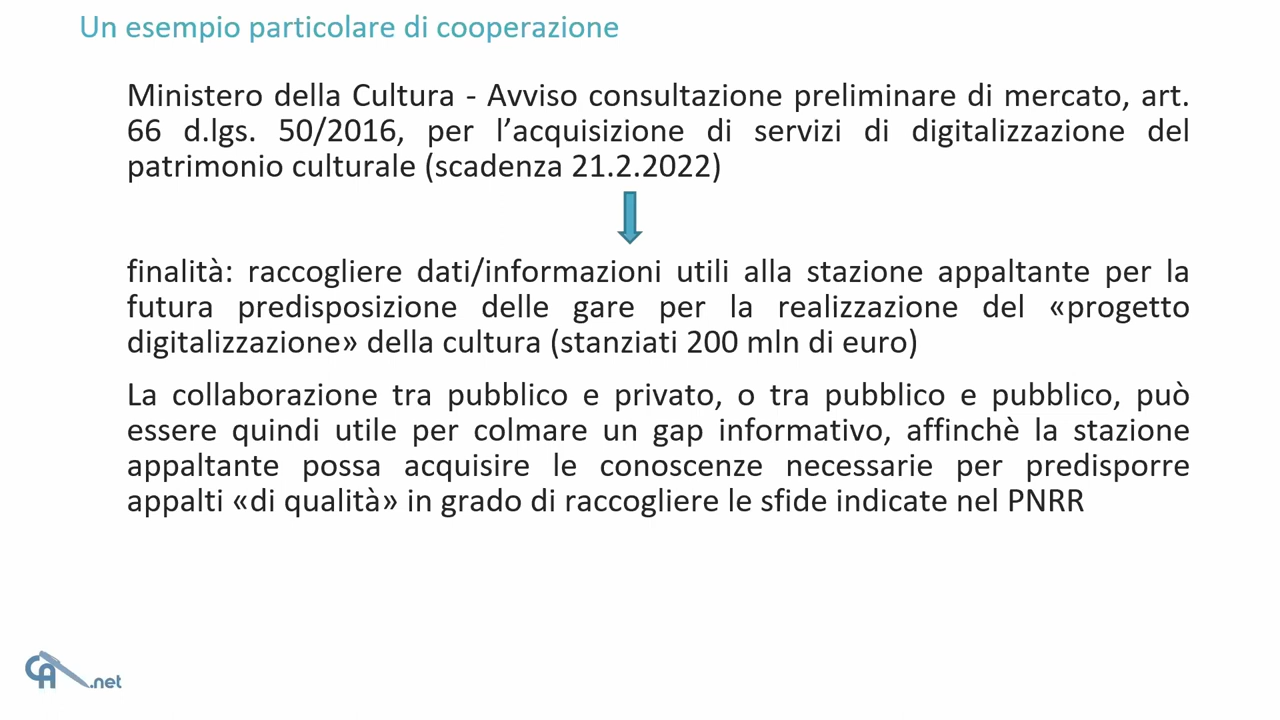 Un esempio particolare di cooperazione
Ministero della Cultura - Avviso consultazione preliminare di mercato, art.
66 d.lgs. 50/2016, per l’acquisizione di servizi di digitalizzazione del
patrimonio culturale (scadenza 21.2.2022)
finalità: raccogliere dati/informazioni utili alla stazione appaltante per la
futura predisposizione delle gare per la realizzazione del «progetto
digitalizzazione» della cultura (stanziati 200 mln di euro)
La collaborazione tra pubblico e privato, o tra pubblico e pubblico, può
essere quindi utile per colmare un gap informativo, affinchè la stazione
appaltante possa acquisire le conoscenze necessarie per predisporre
appalti «di qualità» in grado di raccogliere le sfide indicate nel PNRR
CA.net